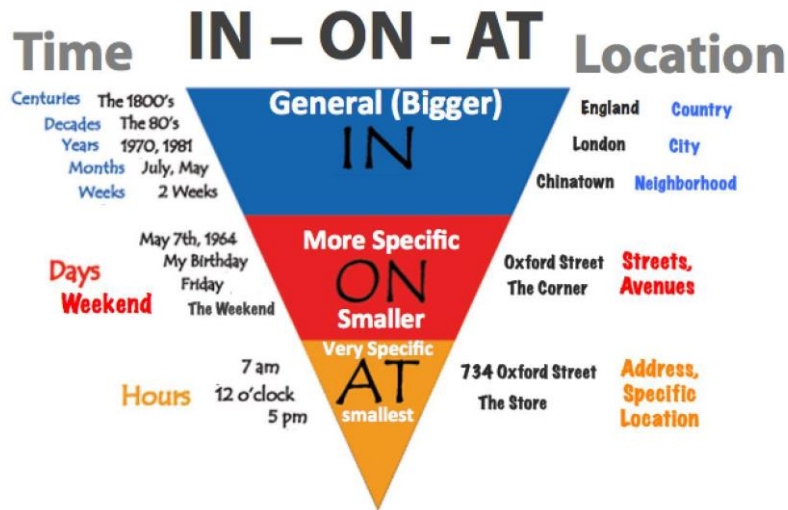 IN – ON - AT
Time
Location
Centuries The 1800's
Decades The 80's
Years 1970, 1981
Months July, May
Weeks 2 Weeks
General (Bigger)
IN
England Country
London City
Chinatown Neighborhood
May 7th, 1964
My Birthday
Days
Friday
Weekend
The Weekend
More Specific
ON
Smaller
Oxford Street Streets,
The Corner Avenues
Hours
7 am
12 o'clock
5 pm
Very Specific
AT
smallest
734 Oxford Street Address,
The Store Specific
Location